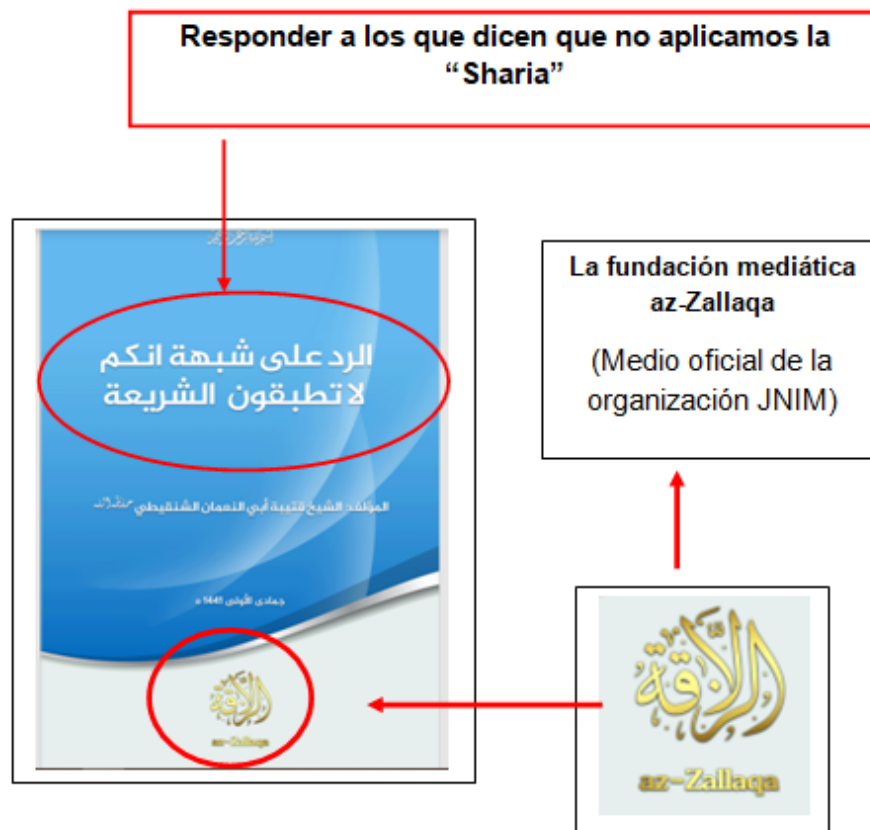 Responder a los que dicen que no aplicamos la
“Sharia”
الرد على شبهة انكم
لا تطبقون الشريعة
المؤلف: الشيخ قتيبة أبي النعمان الشنقيطي حفظه الله
جمادى الأولى 1441 ه
الزلاقة
az-Zallaqa
La fundación mediática
az-Zallaqa
(Medio oficial de la
organización JNIM)
الزلاقة
az-Zallaqa